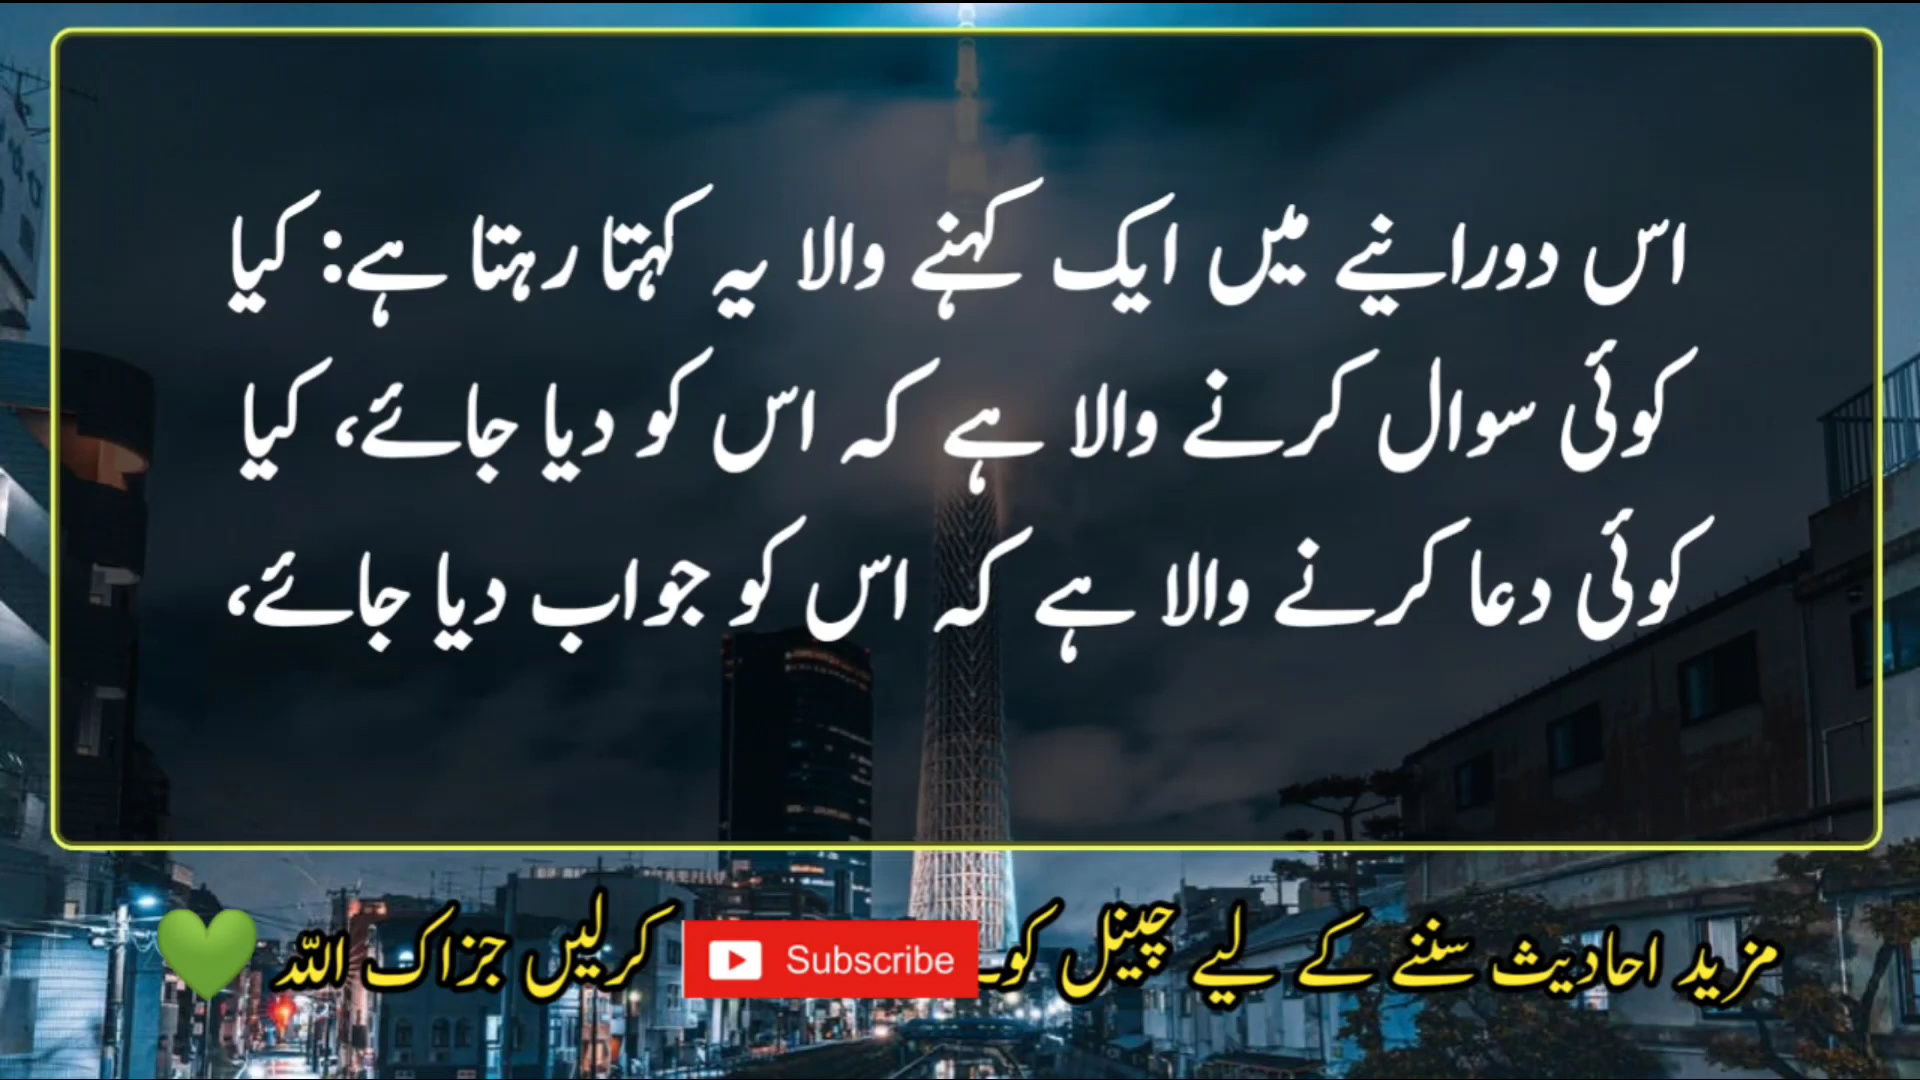 اس دورانیے میں ایک کہنے والا یہ کہتا رہتا ہے: کیا
کوئی سوال کرنے والا ہے کہ اس کو دیا جائے، کیا
کوئی دعا کرنے والا ہے کہ اس کو جواب دیا جائے،
مزید احادیث سننے کے لیے چینل کو Subscribe کرلیں جزاک اللہ